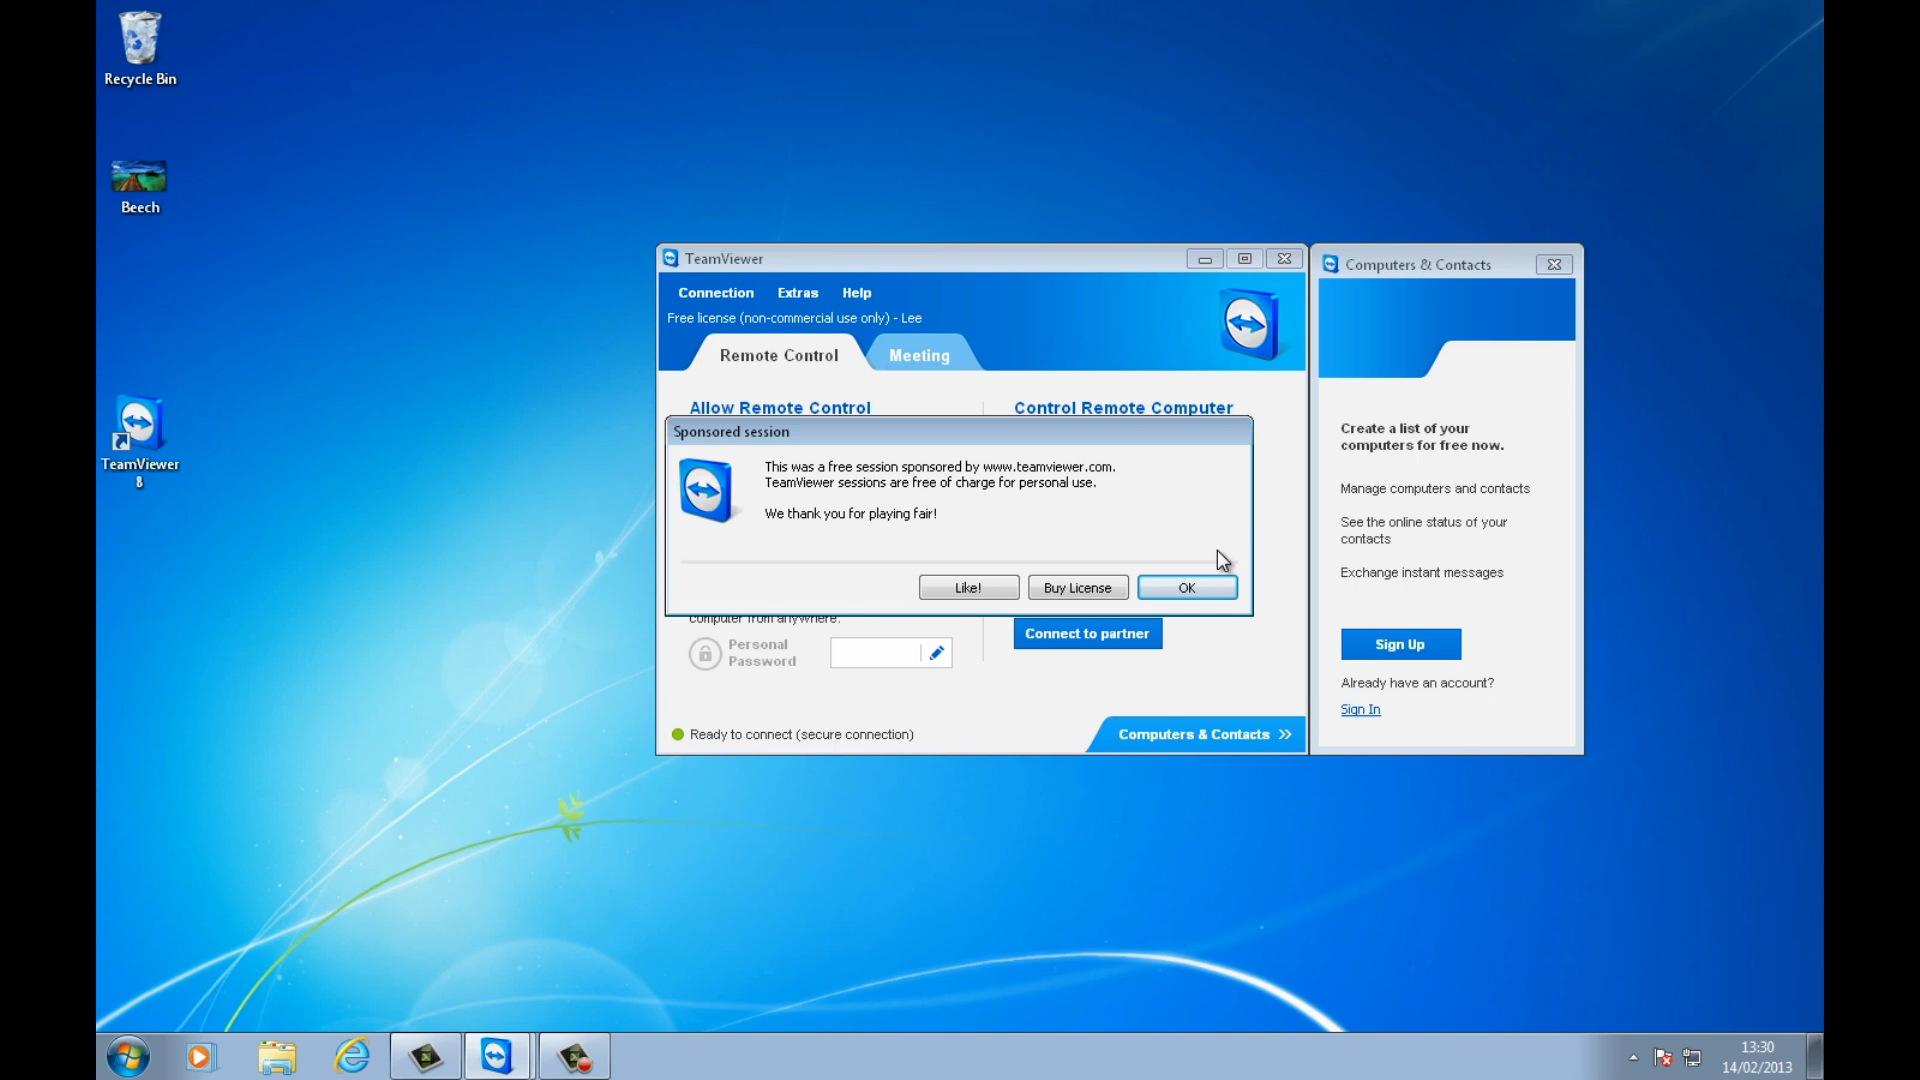 Recycle Bin
Beech
TeamViewer
8
TeamViewer
Connection Extras Help
Free license (non-commercial use only) - Lee
Remote Control Meeting
Allow Remote Control
Control Remote Computer
Sponsored session
This was a free session sponsored by www.teamviewer.com.
TeamViewer sessions are free of charge for personal use.
We thank you for playing fair!
Like! Buy License OK
computer from anywhere.
Personal
Password
Connect to partner
Ready to connect (secure connection)
Computers & Contacts
Computers & Contacts
Create a list of your
computers for free now.
Manage computers and contacts
See the online status of your
contacts
Exchange instant messages
Sign Up
Already have an account?
Sign In
13:30
14/02/2013